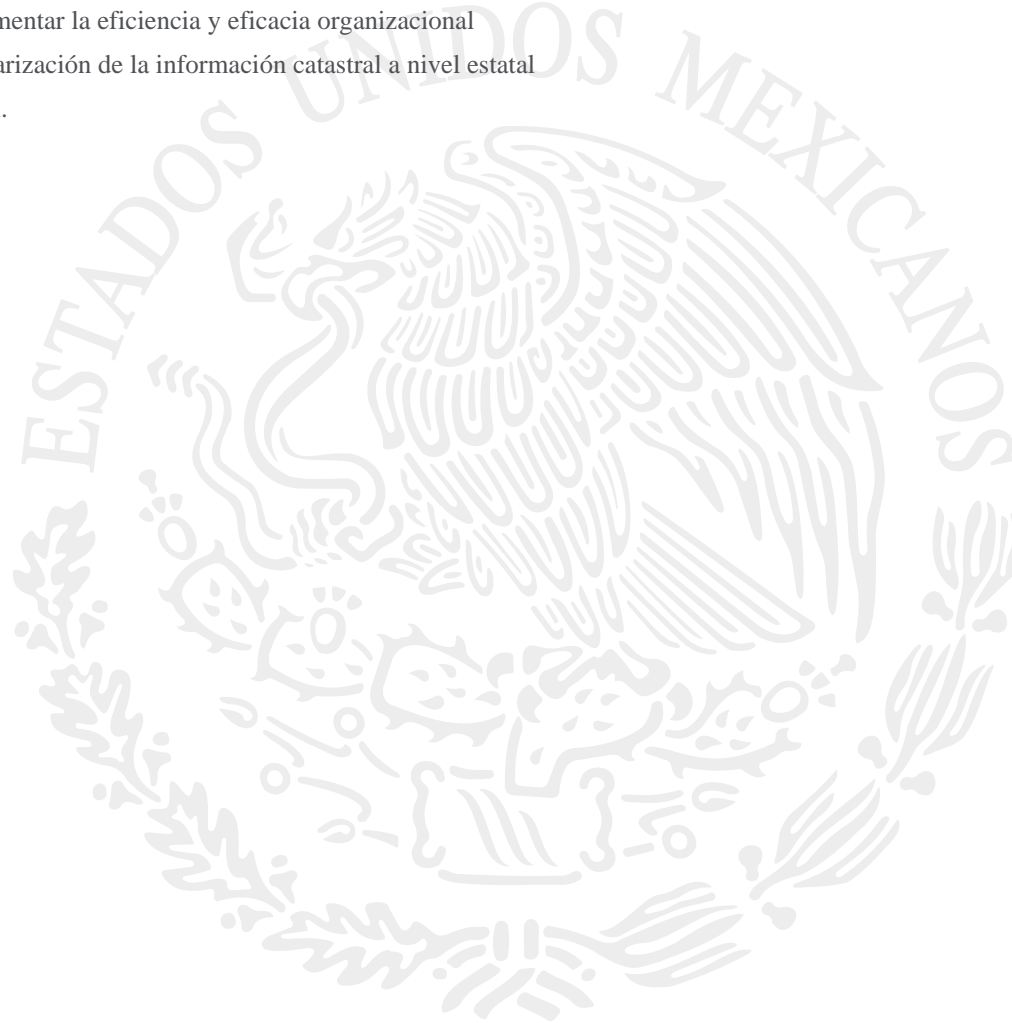 mentar la eficiencia y eficacia organizacional
arización de la información catastral a nivel estatal
.
ESTADOS UNIDOS MEXICANOS